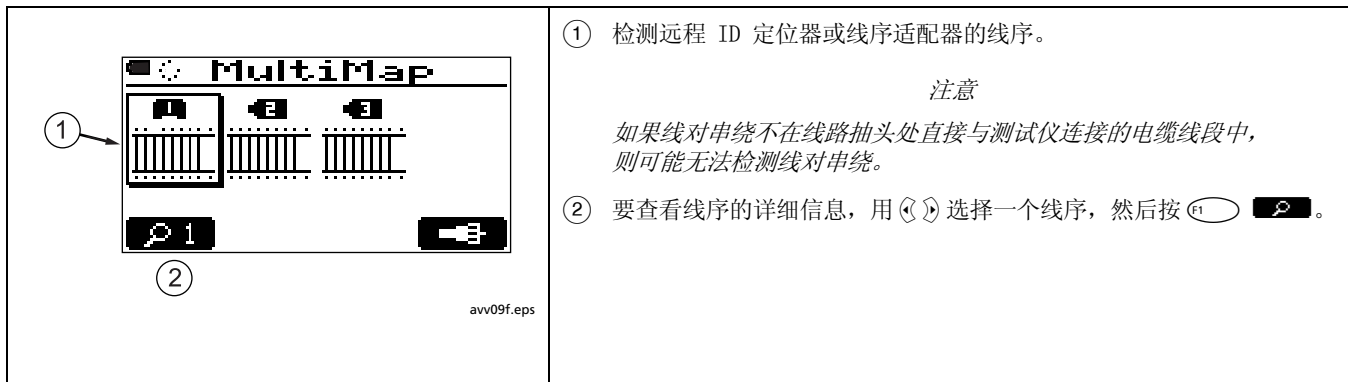 MultiMap
1 2 3
①
1
②
avv09f.eps
① 检测远程 ID 定位器或线序适配器的线序。
注意
如果线对串绕不在线路抽头处直接与测试仪连接的电缆线段中，
则可能无法检测线对串绕。
② 要查看线序的详细信息，用 选择一个线序，然后按 F1 。